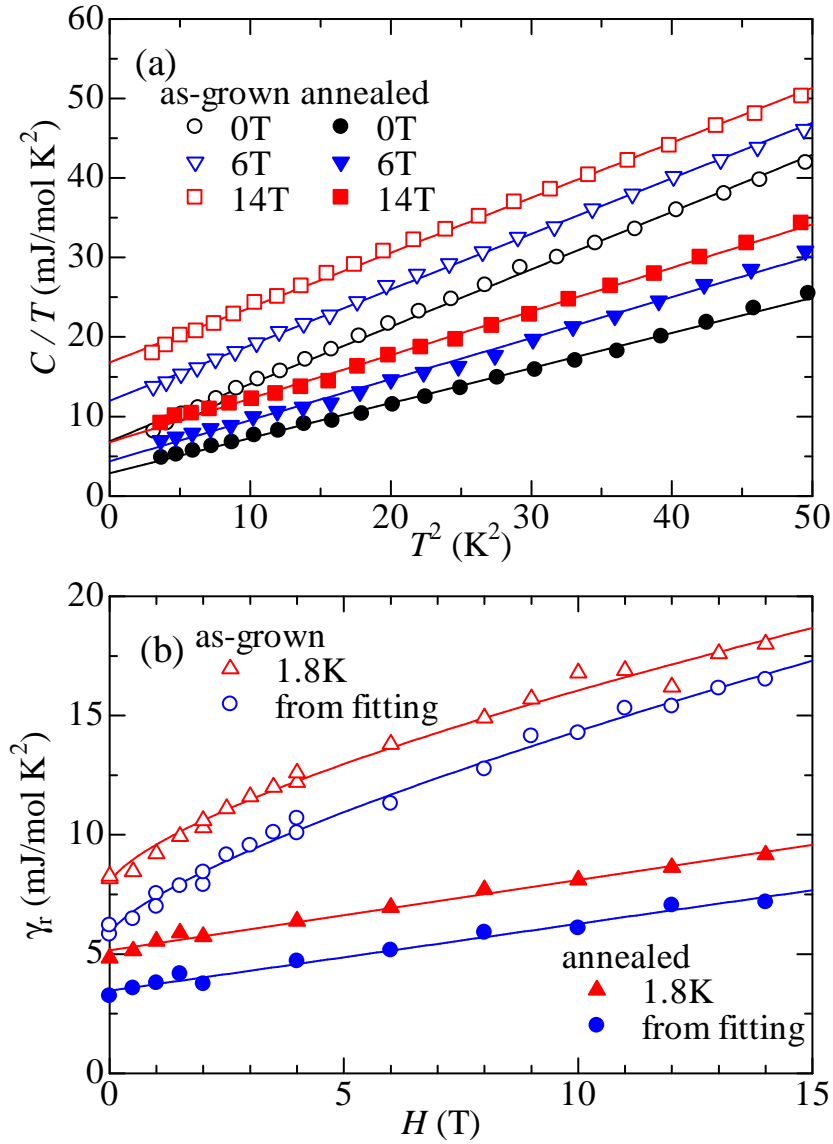 (a)
as-grown annealed
0T 0T
6T 6T
14T 14T
C / T (mJ/mol K²)
60
50
40
30
20
10
0
0 10 20 30 40 50
T² (K²)
(b)
as-grown
1.8K
from fitting
annealed
1.8K
from fitting
γr (mJ/mol K²)
20
15
10
5
0
0 5 10 15
H (T)